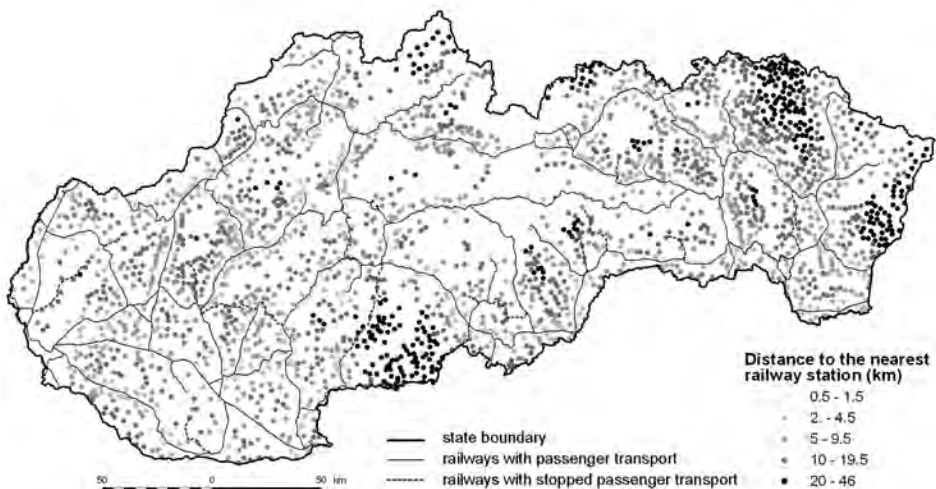 Distance to the nearest
railway station (km)
0.5 - 1.5
2. - 4.5
5 - 9.5
10 - 19.5
20 - 46
state boundary
railways with passenger transport
railways with stopped passenger transport
50 0 50 km